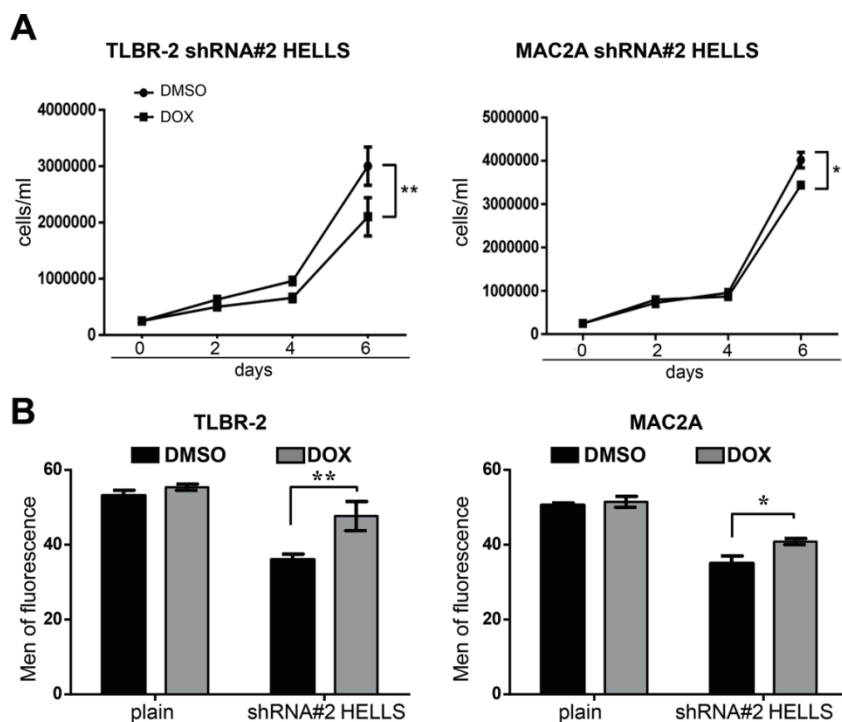 A
TLBR-2 shRNA#2 HELLS
DMSO
DOX
4000000
3000000
2000000
1000000
0
cells/ml
**
0 2 4 6
days
MAC2A shRNA#2 HELLS
5000000
4000000
3000000
2000000
1000000
0
cells/ml
*
0 2 4 6
days
B
TLBR-2
DMSO DOX
60
40
20
0
Men of fluorescence
**
plain shRNA#2 HELLS
MAC2A
DMSO DOX
60
40
20
0
Men of fluorescence
*
plain shRNA#2 HELLS